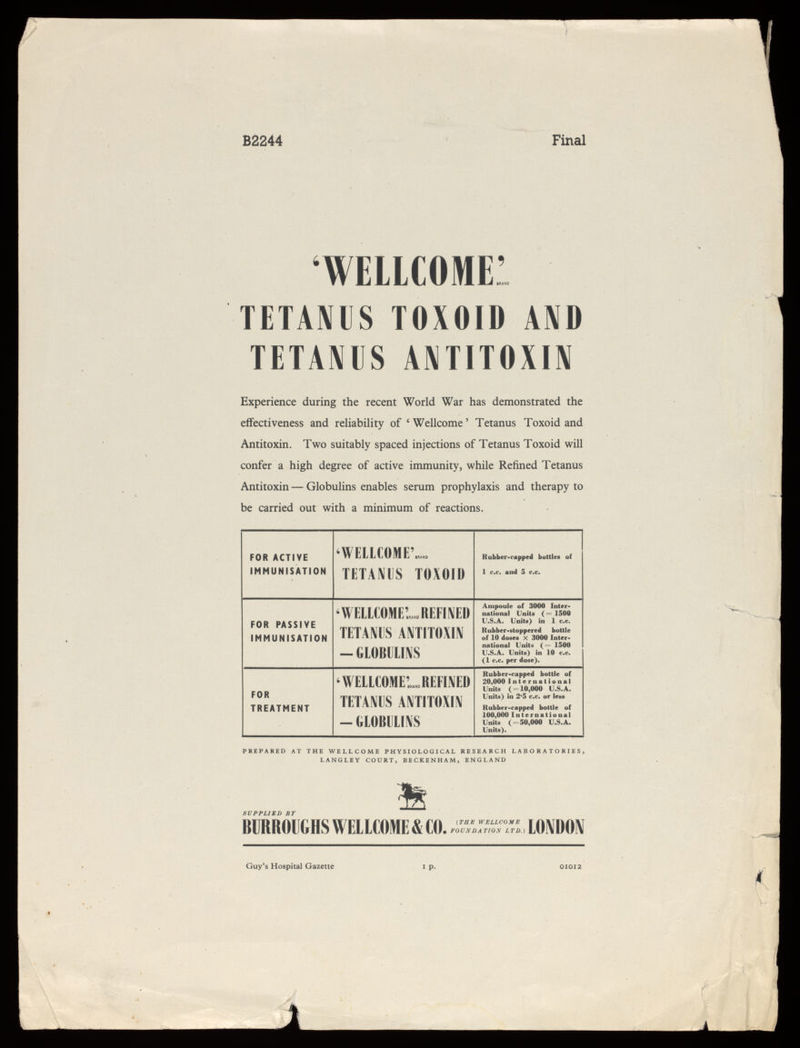 B2244 Final
‘WELLCOME’ BRAND
TETANUS TOXOID AND
TETANUS ANTITOXIN
Experience during the recent World War has demonstrated the
effectiveness and reliability of ‘Wellcome’ Tetanus Toxoid and
Antitoxin. Two suitably spaced injections of Tetanus Toxoid will
confer a high degree of active immunity, while Refined Tetanus
Antitoxin — Globulins enables serum prophylaxis and therapy to
be carried out with a minimum of reactions.
FOR ACTIVE
IMMUNISATION
‘WELLCOME’ BRAND
TETANUS TOXOID
Rubber-capped bottles of
1 c.c. and 5 c.c.
FOR PASSIVE
IMMUNISATION
‘WELLCOME’ BRAND REFINED
TETANUS ANTITOXIN
— GLOBULINS
Ampoule of 3000 Inter-
national Units (= 1500
U.S.A. Units) in 1 c.c.
Rubber-stoppered bottle
of 10 doses × 3000 Inter-
national Units (= 1500
U.S.A. Units) in 10 c.c.
(1 c.c. per dose).
FOR
TREATMENT
‘WELLCOME’ BRAND REFINED
TETANUS ANTITOXIN
— GLOBULINS
Rubber-capped bottle of
20,000 International
Units (=10,000 U.S.A.
Units) in 2·5 c.c. or less
Rubber-capped bottle of
100,000 International
Units (=50,000 U.S.A.
Units).
PREPARED AT THE WELLCOME PHYSIOLOGICAL RESEARCH LABORATORIES,
LANGLEY COURT, BECKENHAM, ENGLAND
SUPPLIED BY
BURROUGHS WELLCOME & CO. (THE WELLCOME FOUNDATION LTD.) LONDON
Guy's Hospital Gazette 1 p. 01012